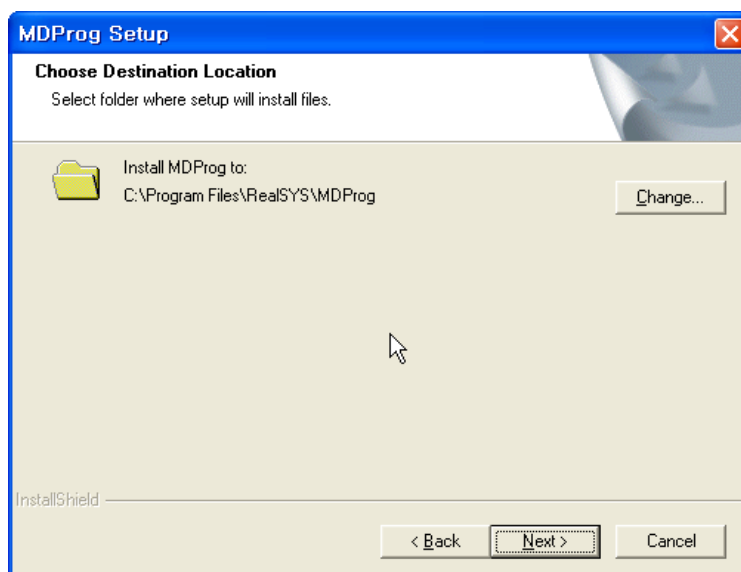 MDProg Setup
Choose Destination Location
Select folder where setup will install files.
Install MDProg to:
C:\Program Files\RealSYS\MDProg
Change...
InstallShield
< Back
Next >
Cancel